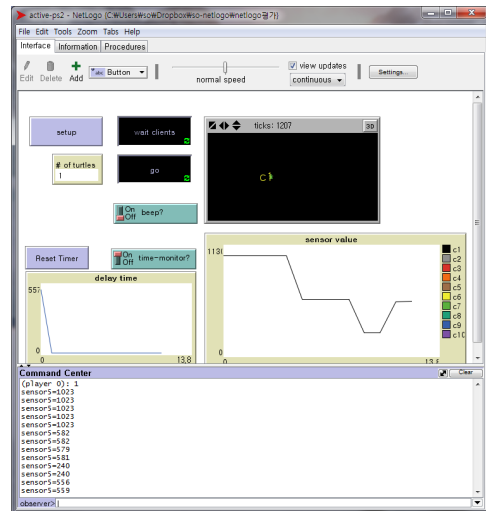 active-ps2 - NetLogo {C:₩Users₩so₩Dropbox₩so-netlogo₩netlogo평가}
File Edit Tools Zoom Tabs Help
Interface Information Procedures
Edit Delete Add
abc Button
normal speed
view updates
continuous
Settings...
setup
wait clients
ticks: 1207
3D
# of turtles
1
go
C
On
Off
beep?
Reset Timer
On
Off
time-monitor?
sensor value
1130
0
0
13.8
c1
c2
c3
c4
c5
c6
c7
c8
c9
c10
delay time
557
0
0
13.8
Command Center
Clear
(player 0): 1
sensor5=1023
sensor5=1023
sensor5=1023
sensor5=1023
sensor5=582
sensor5=582
sensor5=579
sensor5=581
sensor5=240
sensor5=240
sensor5=556
sensor5=559
observer>